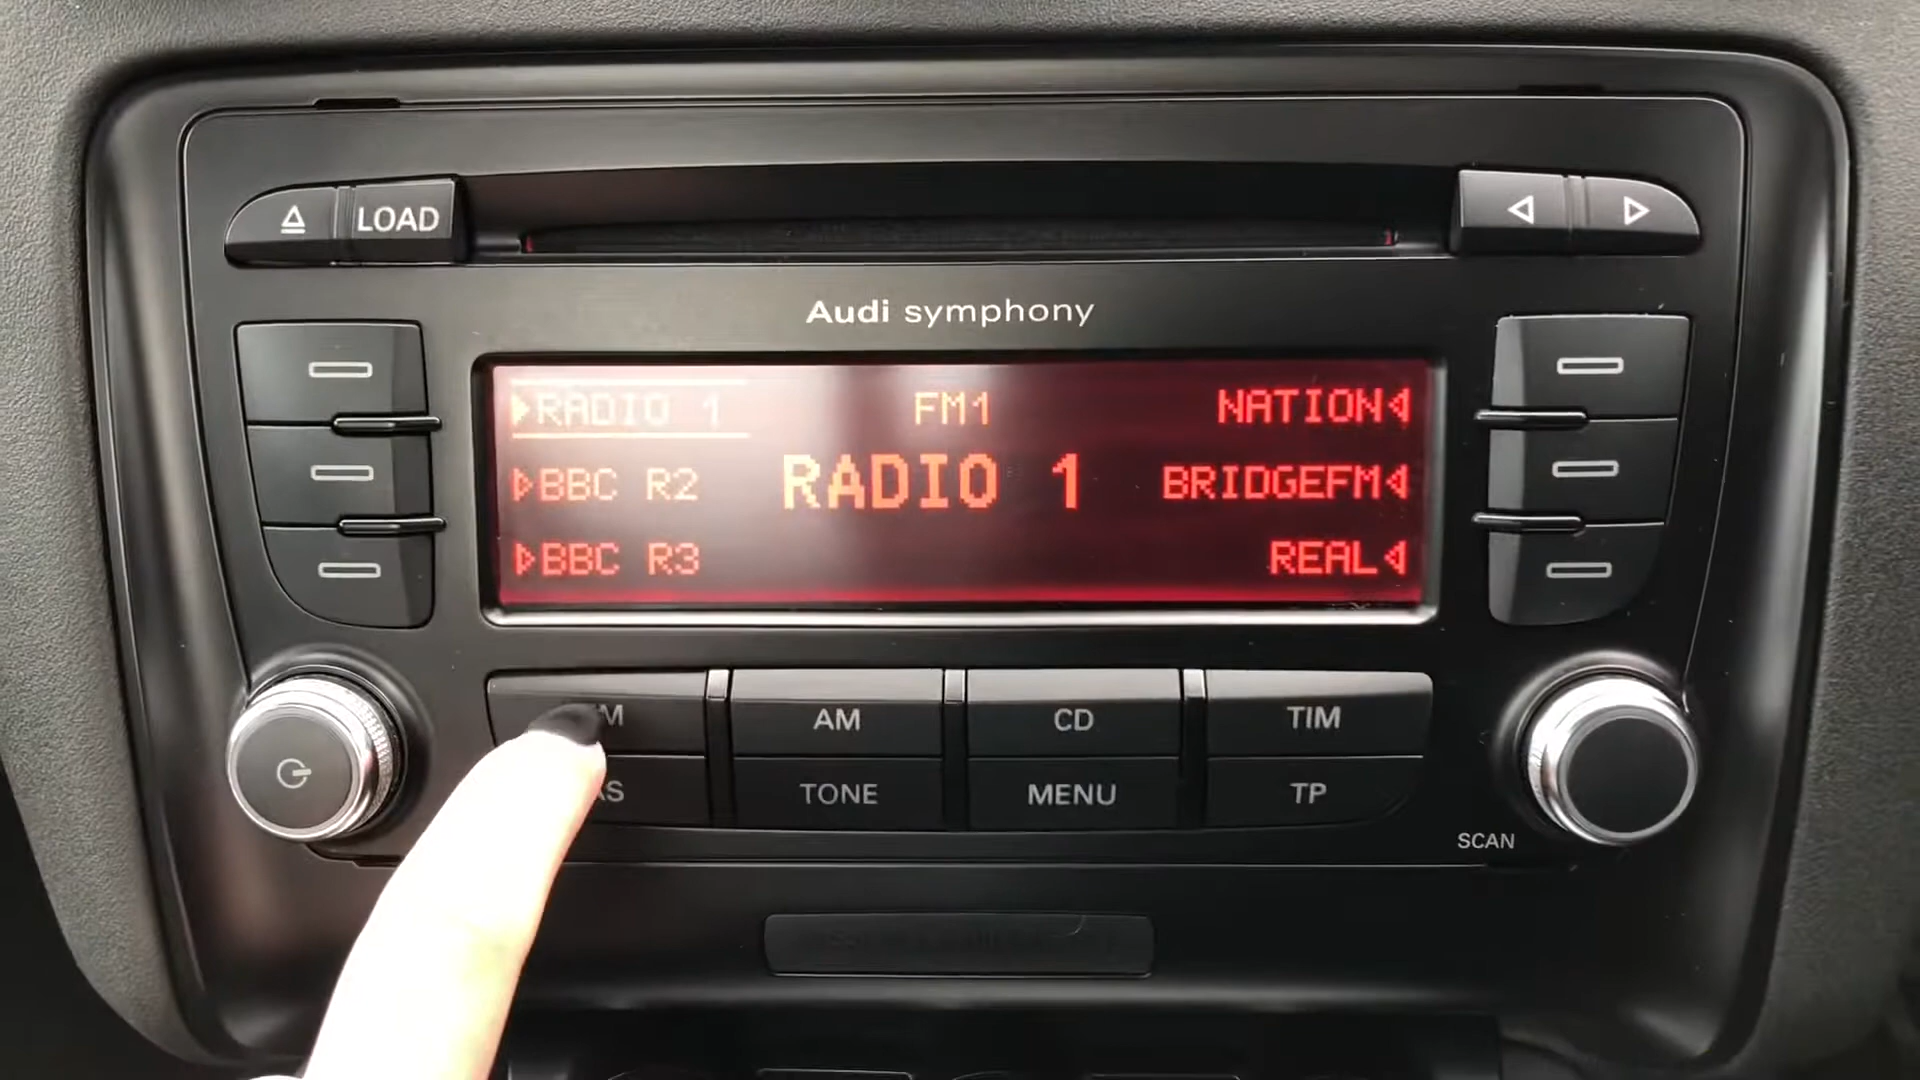 LOAD
Audi symphony
RADIO 1 FM1 NATION
BBC R2 RADIO 1 BRIDGEFM
BBC R3 REAL
AM CD TIM
TONE MENU TP
SCAN